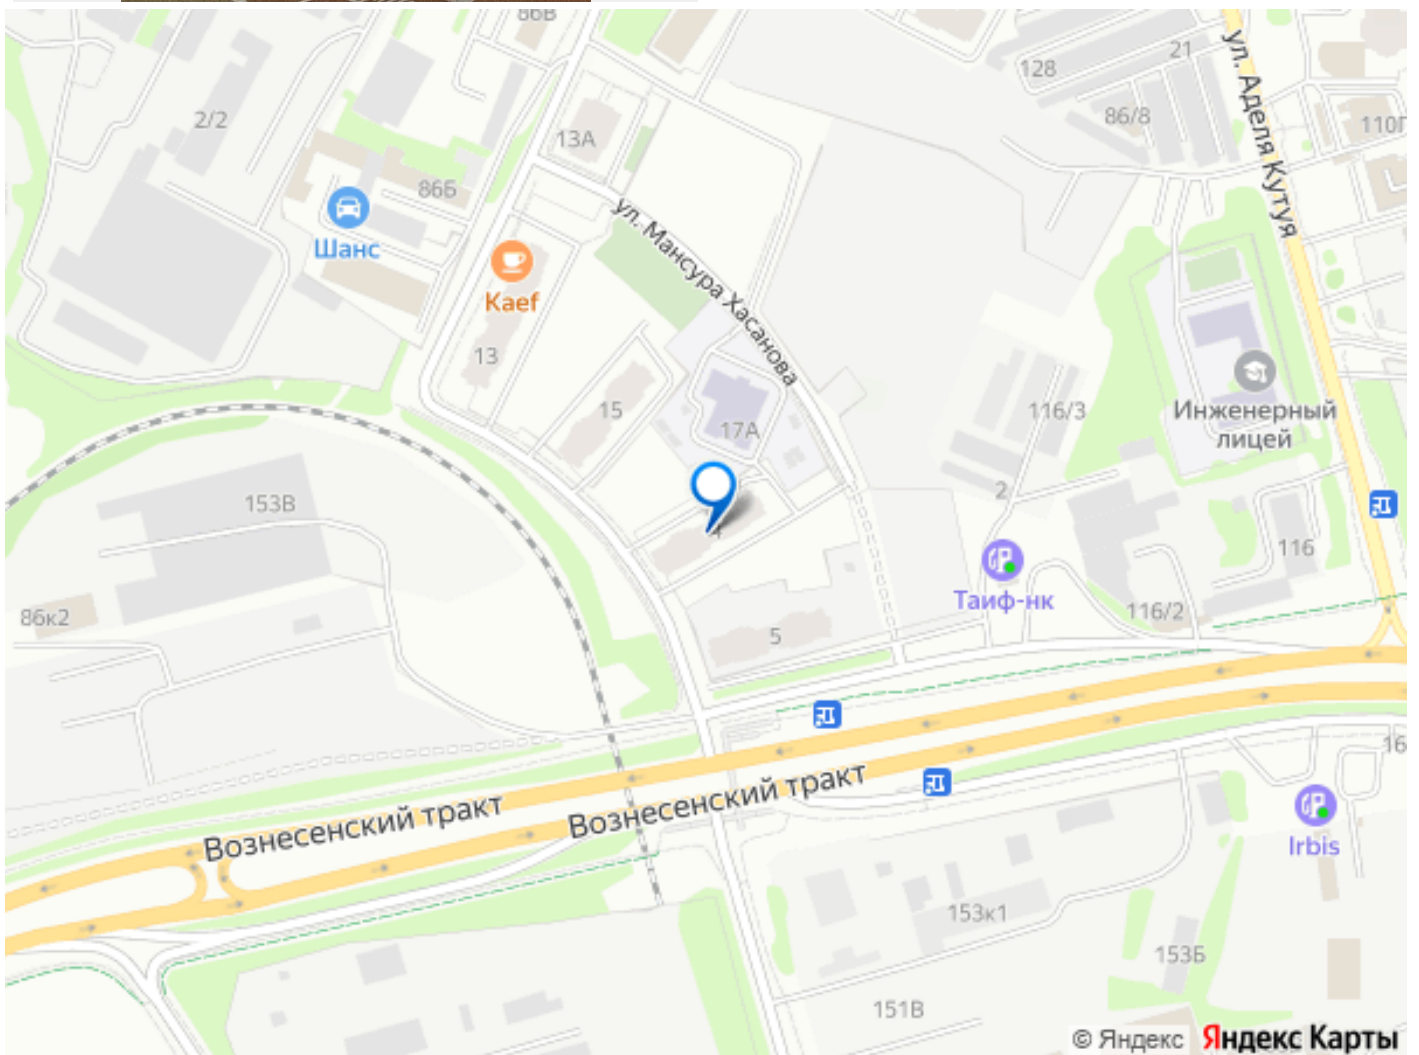 86В
ул. Аделя Кутуя
21
128
2/2
86/8
110Г
13А
86Б
ул. Мансура Хасанова
Шанс
Kaef
13
15
116/3
Инженерный
лицей
17А
153В
2
116
Таиф-нк
86к2
116/2
5
16
Вознесенский тракт
Вознесенский тракт
Irbis
153к1
153Б
151В
© Яндекс Яндекс Карты